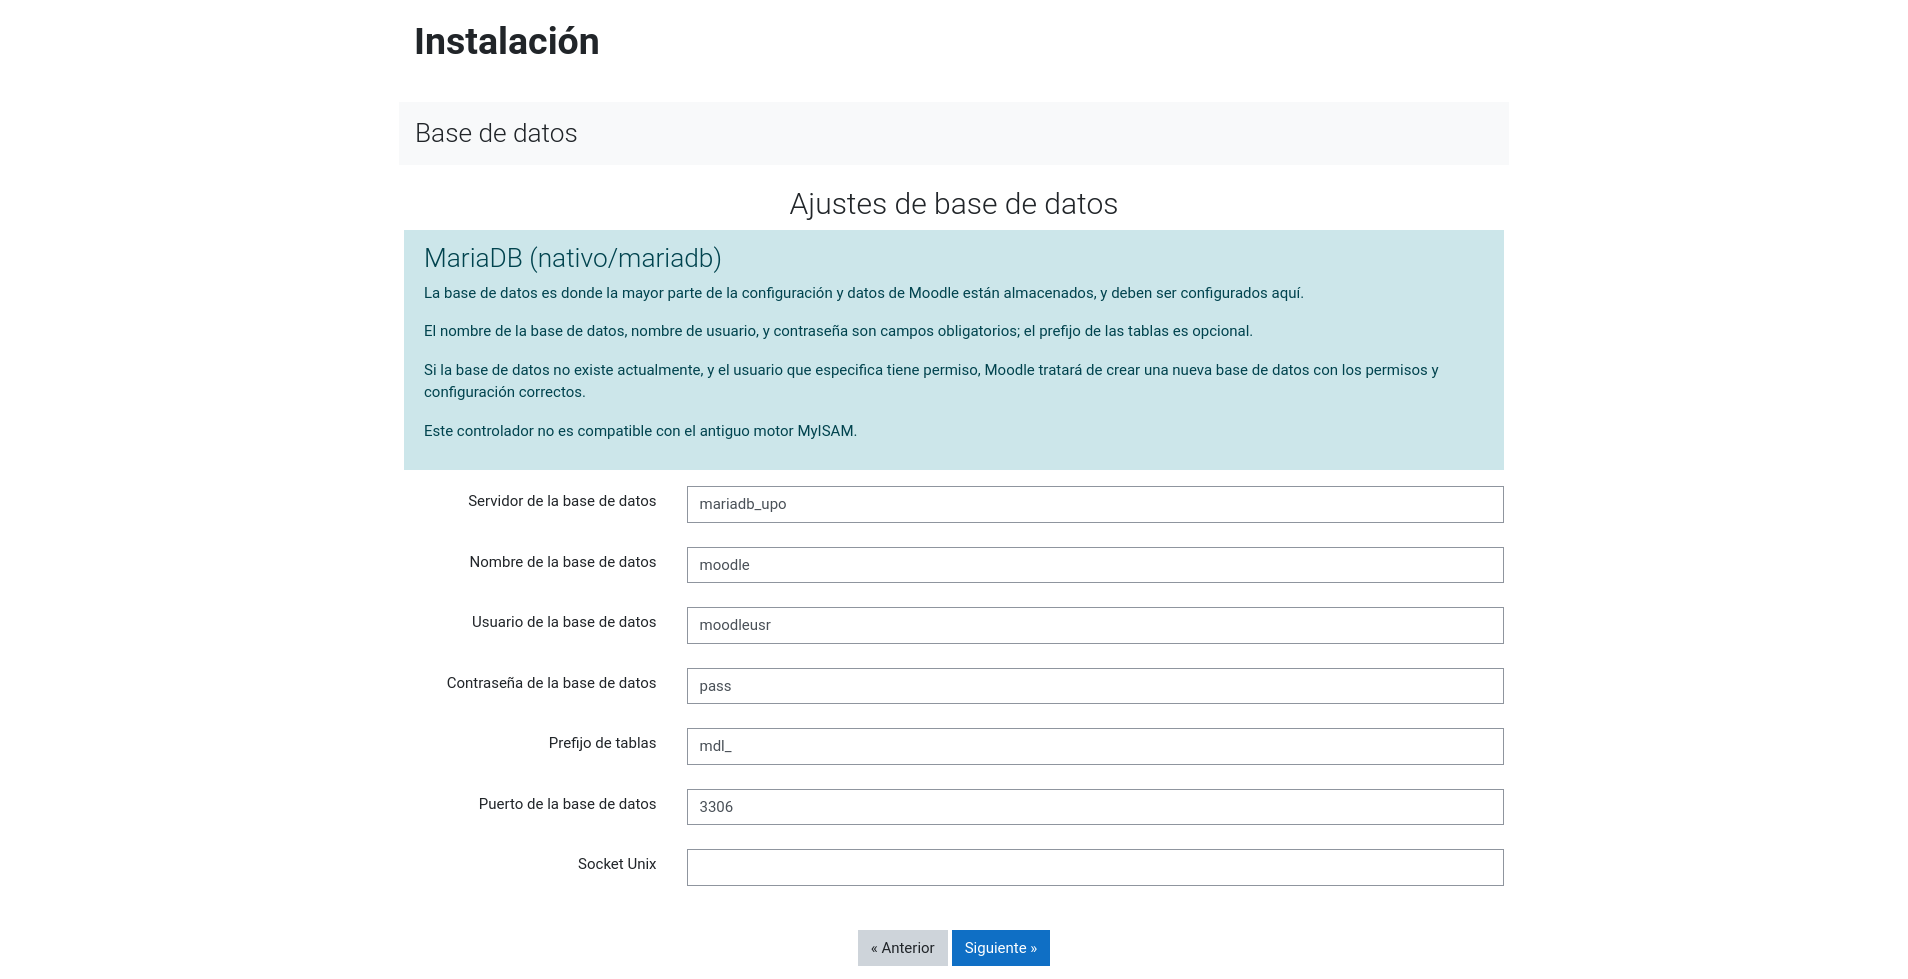 Instalación
Base de datos
Ajustes de base de datos
MariaDB (nativo/mariadb)
La base de datos es donde la mayor parte de la configuración y datos de Moodle están almacenados, y deben ser configurados aquí.
El nombre de la base de datos, nombre de usuario, y contraseña son campos obligatorios; el prefijo de las tablas es opcional.
Si la base de datos no existe actualmente, y el usuario que especifica tiene permiso, Moodle tratará de crear una nueva base de datos con los permisos y
configuración correctos.
Este controlador no es compatible con el antiguo motor MyISAM.
Servidor de la base de datos mariadb_upo
Nombre de la base de datos moodle
Usuario de la base de datos moodleusr
Contraseña de la base de datos pass
Prefijo de tablas mdl_
Puerto de la base de datos 3306
Socket Unix
« Anterior Siguiente »